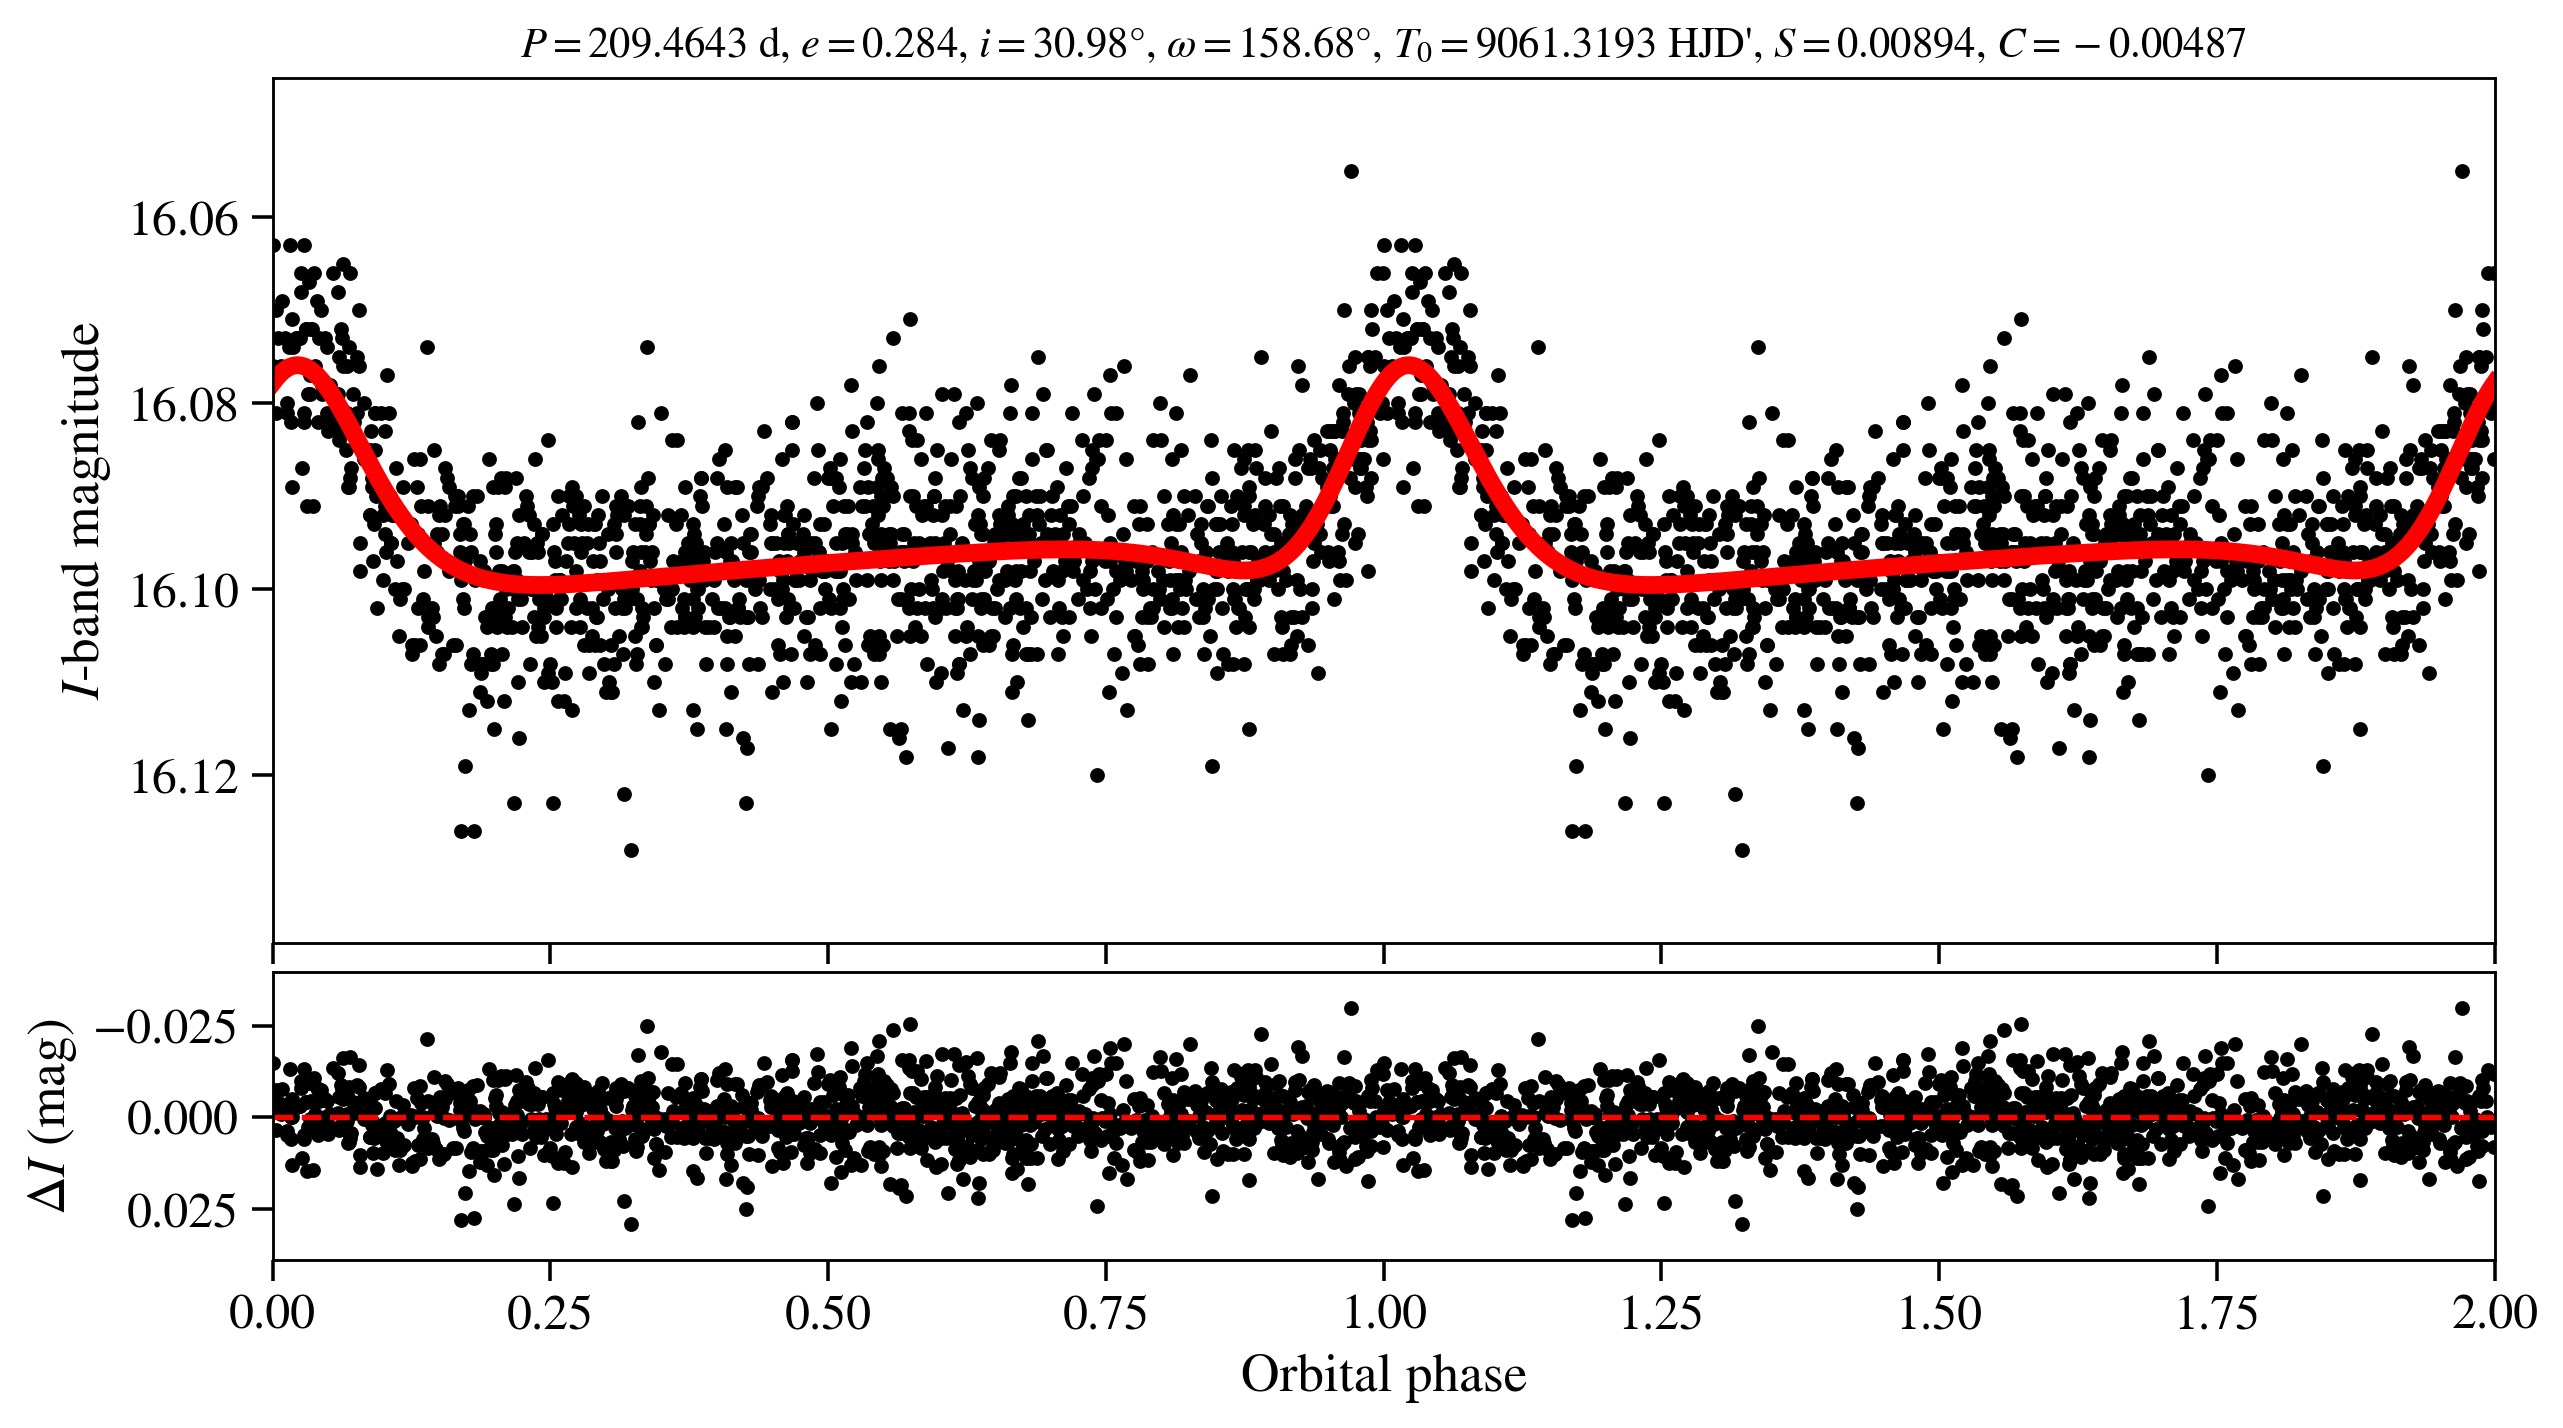 P = 209.4643 d, e = 0.284, i = 30.98°, ω = 158.68°, T₀ = 9061.3193 HJD', S = 0.00894, C = −0.00487
I-band magnitude
16.06
16.08
16.10
16.12
ΔI (mag)
−0.025
0.000
0.025
0.00 0.25 0.50 0.75 1.00 1.25 1.50 1.75 2.00
Orbital phase